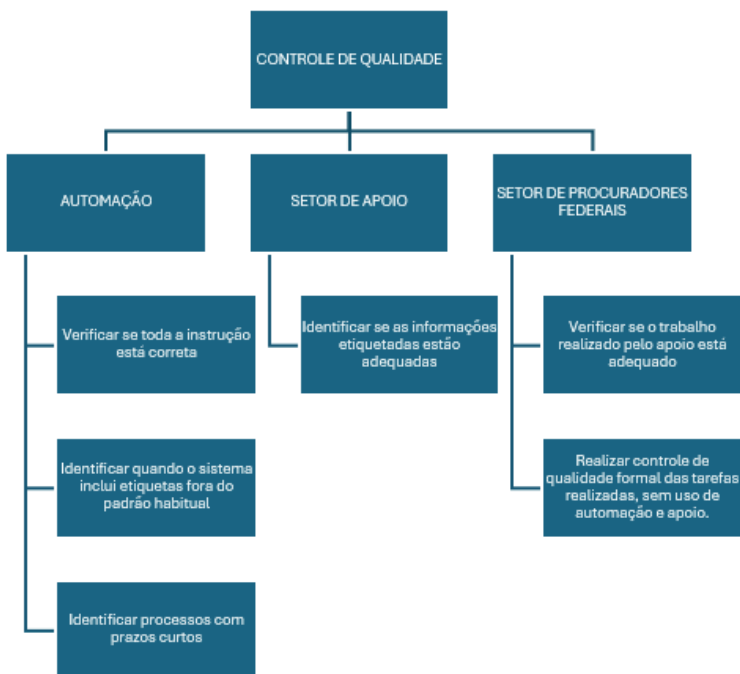 CONTROLE DE QUALIDADE
AUTOMAÇÃO
Verificar se toda a instrução
está correta
Identificar quando o sistema
inclui etiquetas fora do
padrão habitual
Identificar processos com
prazos curtos
SETOR DE APOIO
Identificar se as informações
etiquetadas estão
adequadas
SETOR DE PROCURADORES
FEDERAIS
Verificar se o trabalho
realizado pelo apoio está
adequado
Realizar controle de
qualidade formal das tarefas
realizadas, sem uso de
automação e apoio.